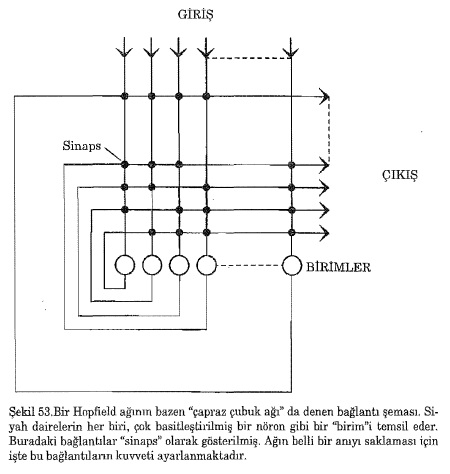 GİRİŞ
Sinaps
ÇIKIŞ
BİRİMLER
Şekil 53.Bir Hopfield ağının bazen "çapraz çubuk ağı" da denen bağlantı şeması. Si-
yah dairelerin her biri, çok basitleştirilmiş bir nöron gibi bir "birim"i temsil eder.
Buradaki bağlantılar "sinaps" olarak gösterilmiş. Ağın belli bir anıyı saklaması için
işte bu bağlantıların kuvveti ayarlanmaktadır.